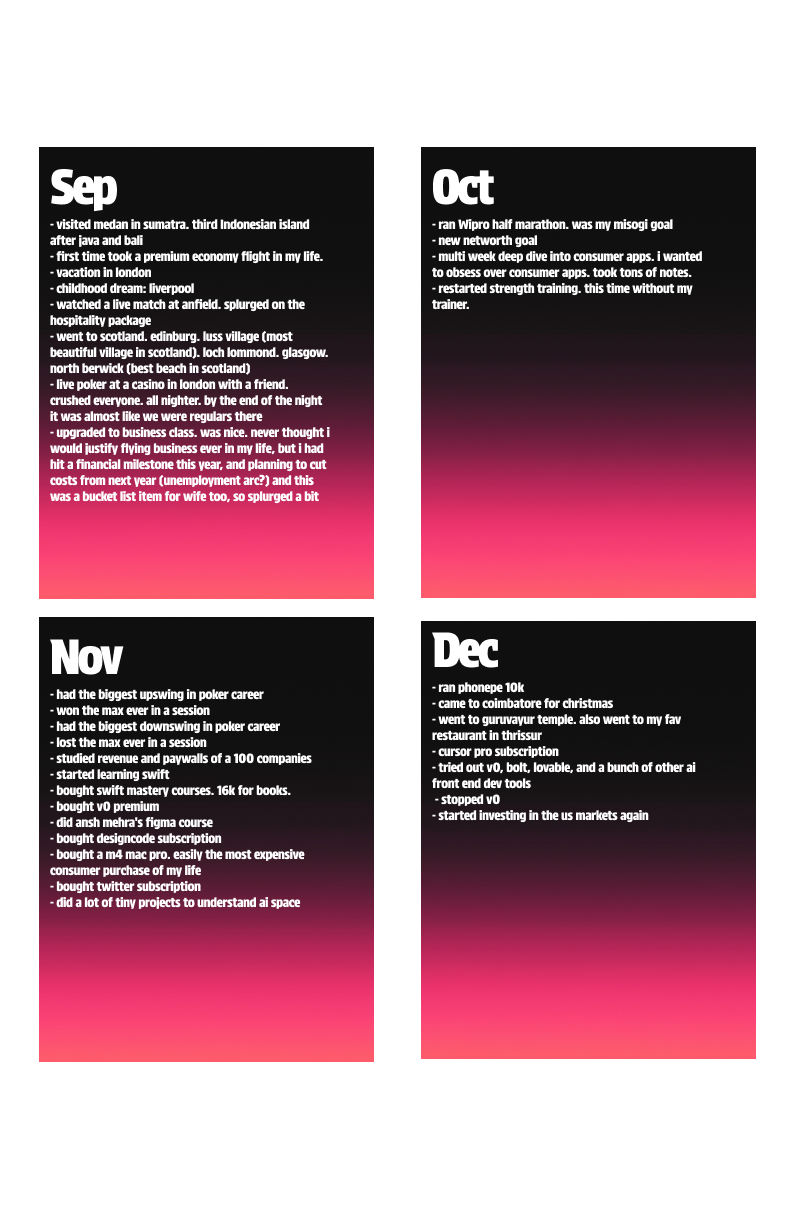 Sep
- visited medan in sumatra. third Indonesian island
after java and bali
- first time took a premium economy flight in my life.
- vacation in london
- childhood dream: liverpool
- watched a live match at anfield. splurged on the
hospitality package
- went to scotland. edinburg. luss village (most
beautiful village in scotland). loch lommond. glasgow.
north berwick (best beach in scotland)
- live poker at a casino in london with a friend.
crushed everyone. all nighter. by the end of the night
it was almost like we were regulars there
- upgraded to business class. was nice. never thought i
would justify flying business ever in my life, but i had
hit a financial milestone this year, and planning to cut
costs from next year (unemployment arc?) and this
was a bucket list item for wife too, so splurged a bit
Oct
- ran Wipro half marathon. was my misogi goal
- new networth goal
- multi week deep dive into consumer apps. i wanted
to obsess over consumer apps. took tons of notes.
- restarted strength training. this time without my
trainer.
Nov
- had the biggest upswing in poker career
- won the max ever in a session
- had the biggest downswing in poker career
- lost the max ever in a session
- studied revenue and paywalls of a 100 companies
- started learning swift
- bought swift mastery courses. 16k for books.
- bought v0 premium
- did ansh mehra's figma course
- bought designcode subscription
- bought a m4 mac pro. easily the most expensive
consumer purchase of my life
- bought twitter subscription
- did a lot of tiny projects to understand ai space
Dec
- ran phonepe 10k
- came to coimbatore for christmas
- went to guruvayur temple. also went to my fav
restaurant in thrissur
- cursor pro subscription
- tried out v0, bolt, lovable, and a bunch of other ai
front end dev tools
- stopped v0
- started investing in the us markets again